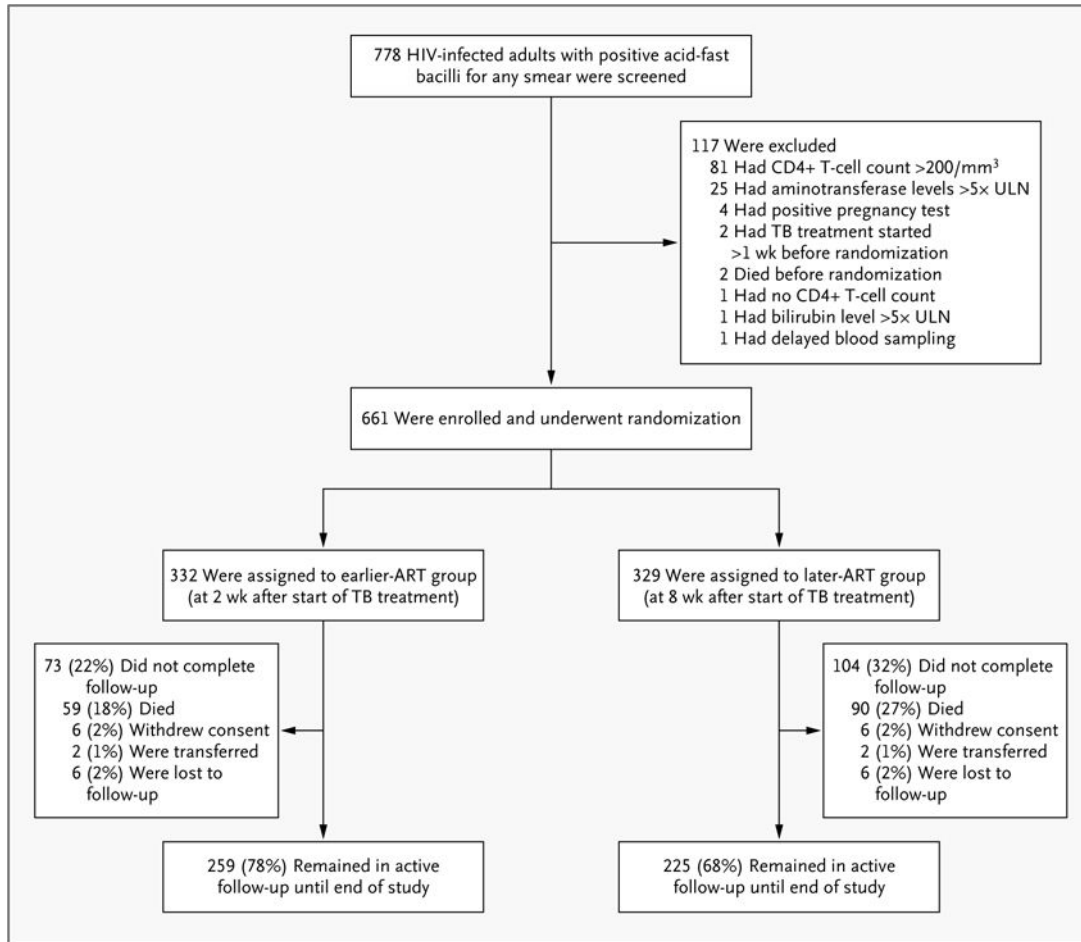 778 HIV-infected adults with positive acid-fast
bacilli for any smear were screened
117 Were excluded
81 Had CD4+ T-cell count >200/mm³
25 Had aminotransferase levels >5× ULN
4 Had positive pregnancy test
2 Had TB treatment started
>1 wk before randomization
2 Died before randomization
1 Had no CD4+ T-cell count
1 Had bilirubin level >5× ULN
1 Had delayed blood sampling
661 Were enrolled and underwent randomization
332 Were assigned to earlier-ART group
(at 2 wk after start of TB treatment)
329 Were assigned to later-ART group
(at 8 wk after start of TB treatment)
73 (22%) Did not complete
follow-up
59 (18%) Died
6 (2%) Withdrew consent
2 (1%) Were transferred
6 (2%) Were lost to
follow-up
104 (32%) Did not complete
follow-up
90 (27%) Died
6 (2%) Withdrew consent
2 (1%) Were transferred
6 (2%) Were lost to
follow-up
259 (78%) Remained in active
follow-up until end of study
225 (68%) Remained in active
follow-up until end of study